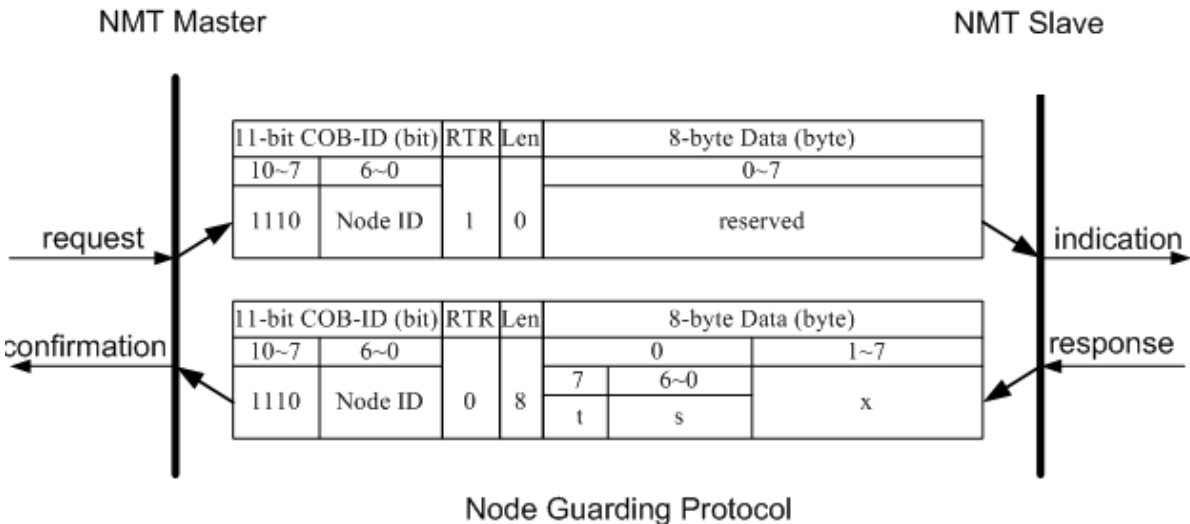 NMT Master
NMT Slave
11-bit COB-ID (bit) RTR Len 8-byte Data (byte)
10~7 6~0 0~7
1110 Node ID 1 0 reserved
request
indication
11-bit COB-ID (bit) RTR Len 8-byte Data (byte)
confirmation
response
10~7 6~0 0 1~7
7 6~0
1110 Node ID 0 8 x
t s
Node Guarding Protocol